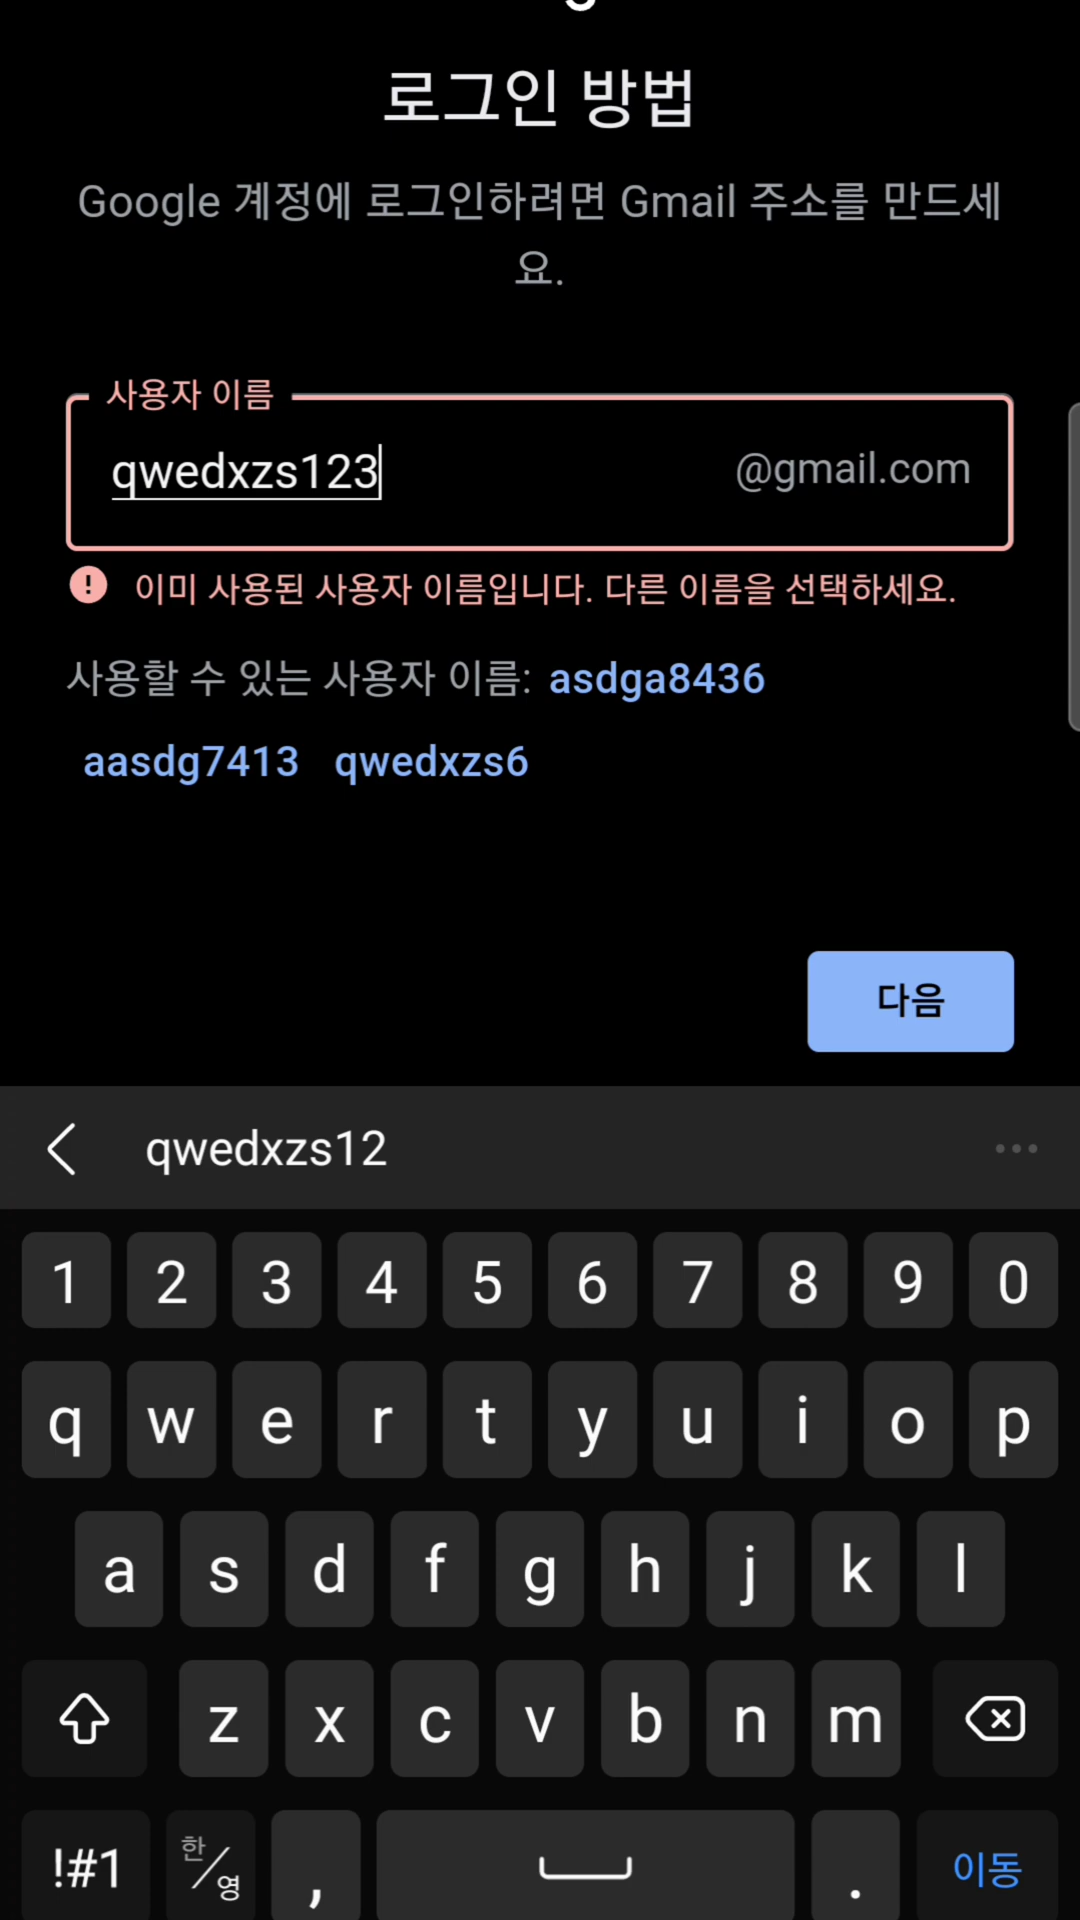 로그인 방법
Google 계정에 로그인하려면 Gmail 주소를 만드세
요.
사용자 이름
qwedxzs123 @gmail.com
이미 사용된 사용자 이름입니다. 다른 이름을 선택하세요.
사용할 수 있는 사용자 이름: asdga8436
aasdg7413 qwedxzs6
다음
qwedxzs12
1 2 3 4 5 6 7 8 9 0
q w e r t y u i o p
a s d f g h j k l
z x c v b n m
!#1 한/영 , . 이동